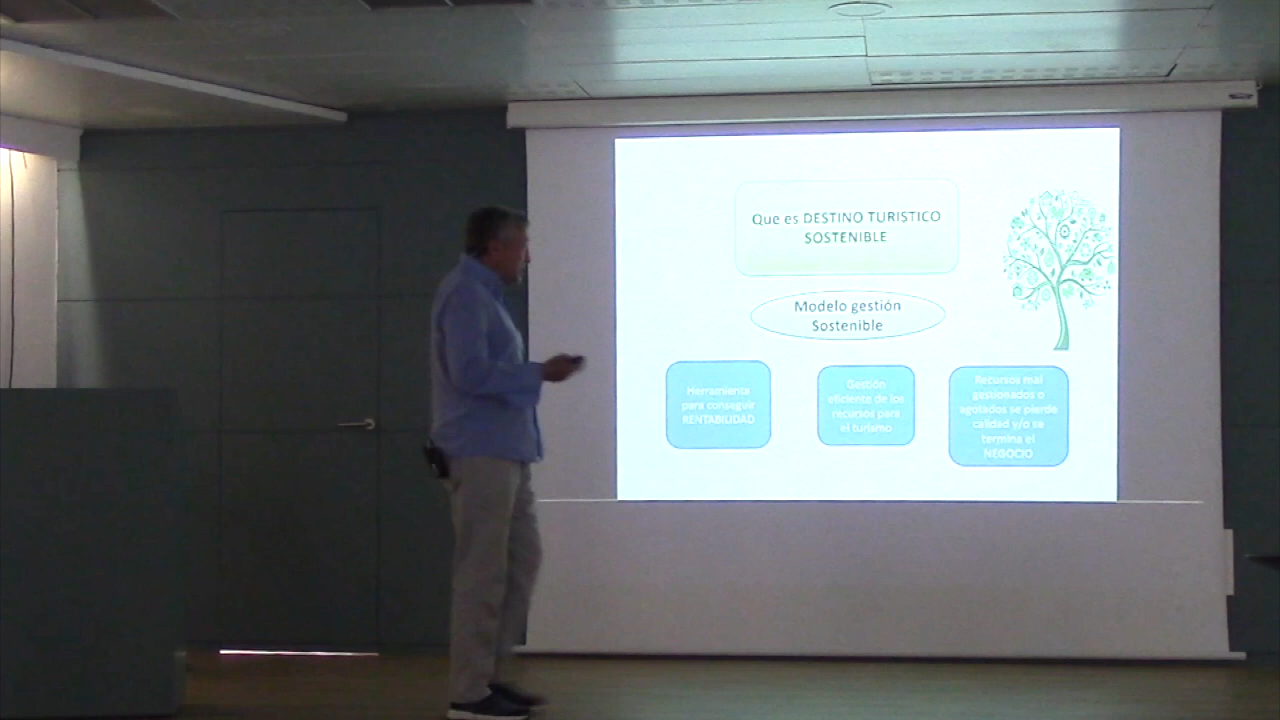 Que es DESTINO TURISTICO
SOSTENIBLE
Modelo gestión
Sostenible
Herramienta
para conseguir
RENTABILIDAD
Gestión
eficiente de los
recursos para
el turismo
Recursos mal
gestionados o
agotados se pierde
calidad y/o se
termina el
NEGOCIO